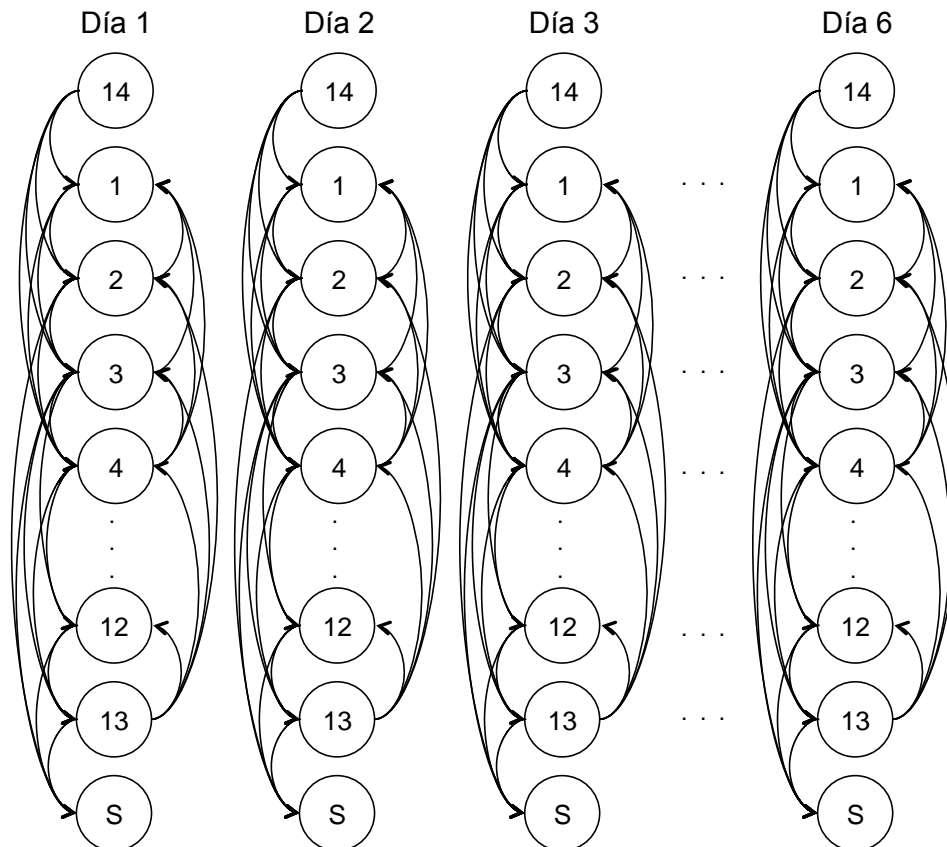 Día 1 Día 2 Día 3 Día 6
14 14 14 14
1 1 1 . . . 1
2 2 2 . . . 2
3 3 3 . . . 3
4 4 4 . . . 4
. . . .
. . . .
. . . .
12 12 12 . . . 12
13 13 13 . . . 13
S S S S